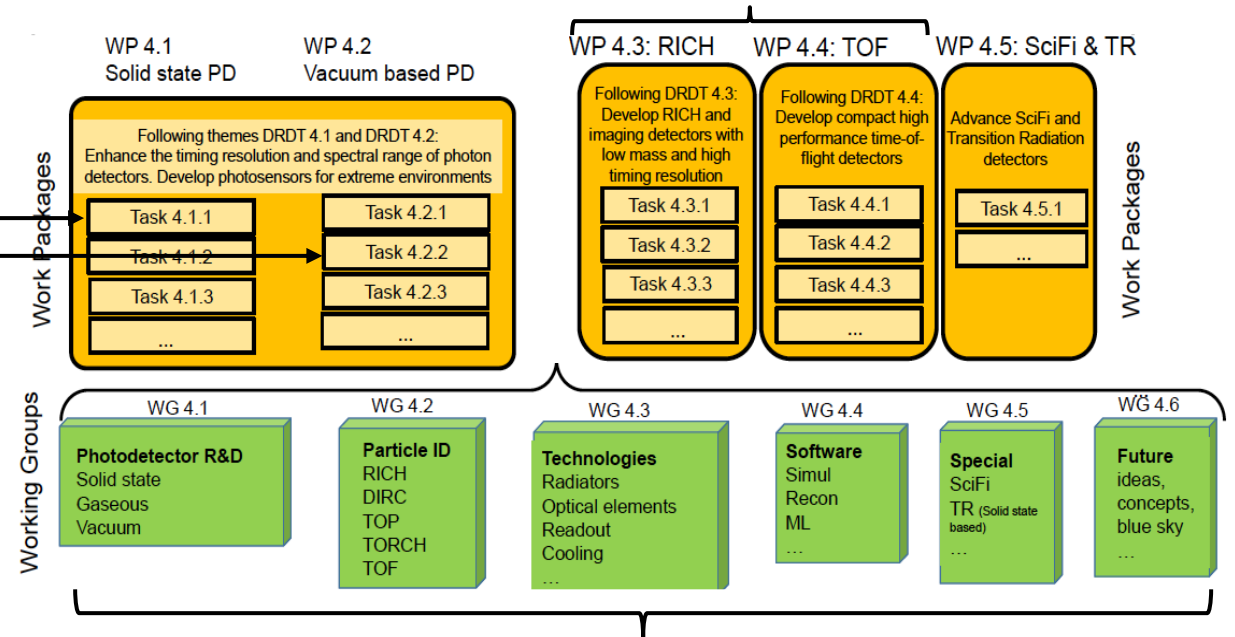 WP 4.1
Solid state PD
WP 4.2
Vacuum based PD
WP 4.3: RICH
WP 4.4: TOF
WP 4.5: SciFi & TR
Work Packages
Following themes DRDT 4.1 and DRDT 4.2:
Enhance the timing resolution and spectral range of photon
detectors. Develop photosensors for extreme environments
Task 4.1.1
Task 4.1.2
Task 4.1.3
...
Task 4.2.1
Task 4.2.2
Task 4.2.3
...
Following DRDT 4.3:
Develop RICH and
imaging detectors with
low mass and high
timing resolution
Task 4.3.1
Task 4.3.2
Task 4.3.3
...
Following DRDT 4.4:
Develop compact high
performance time-of-
flight detectors
Task 4.4.1
Task 4.4.2
Task 4.4.3
...
Advance SciFi and
Transition Radiation
detectors
Task 4.5.1
...
Work Packages
Working Groups
WG 4.1
Photodetector R&D
Solid state
Gaseous
Vacuum
WG 4.2
Particle ID
RICH
DIRC
TOP
TORCH
TOF
WG 4.3
Technologies
Radiators
Optical elements
Readout
Cooling
...
WG 4.4
Software
Simul
Recon
ML
...
WG 4.5
Special
SciFi
TR (Solid state
based)
...
WG 4.6
Future
ideas,
concepts,
blue sky
...